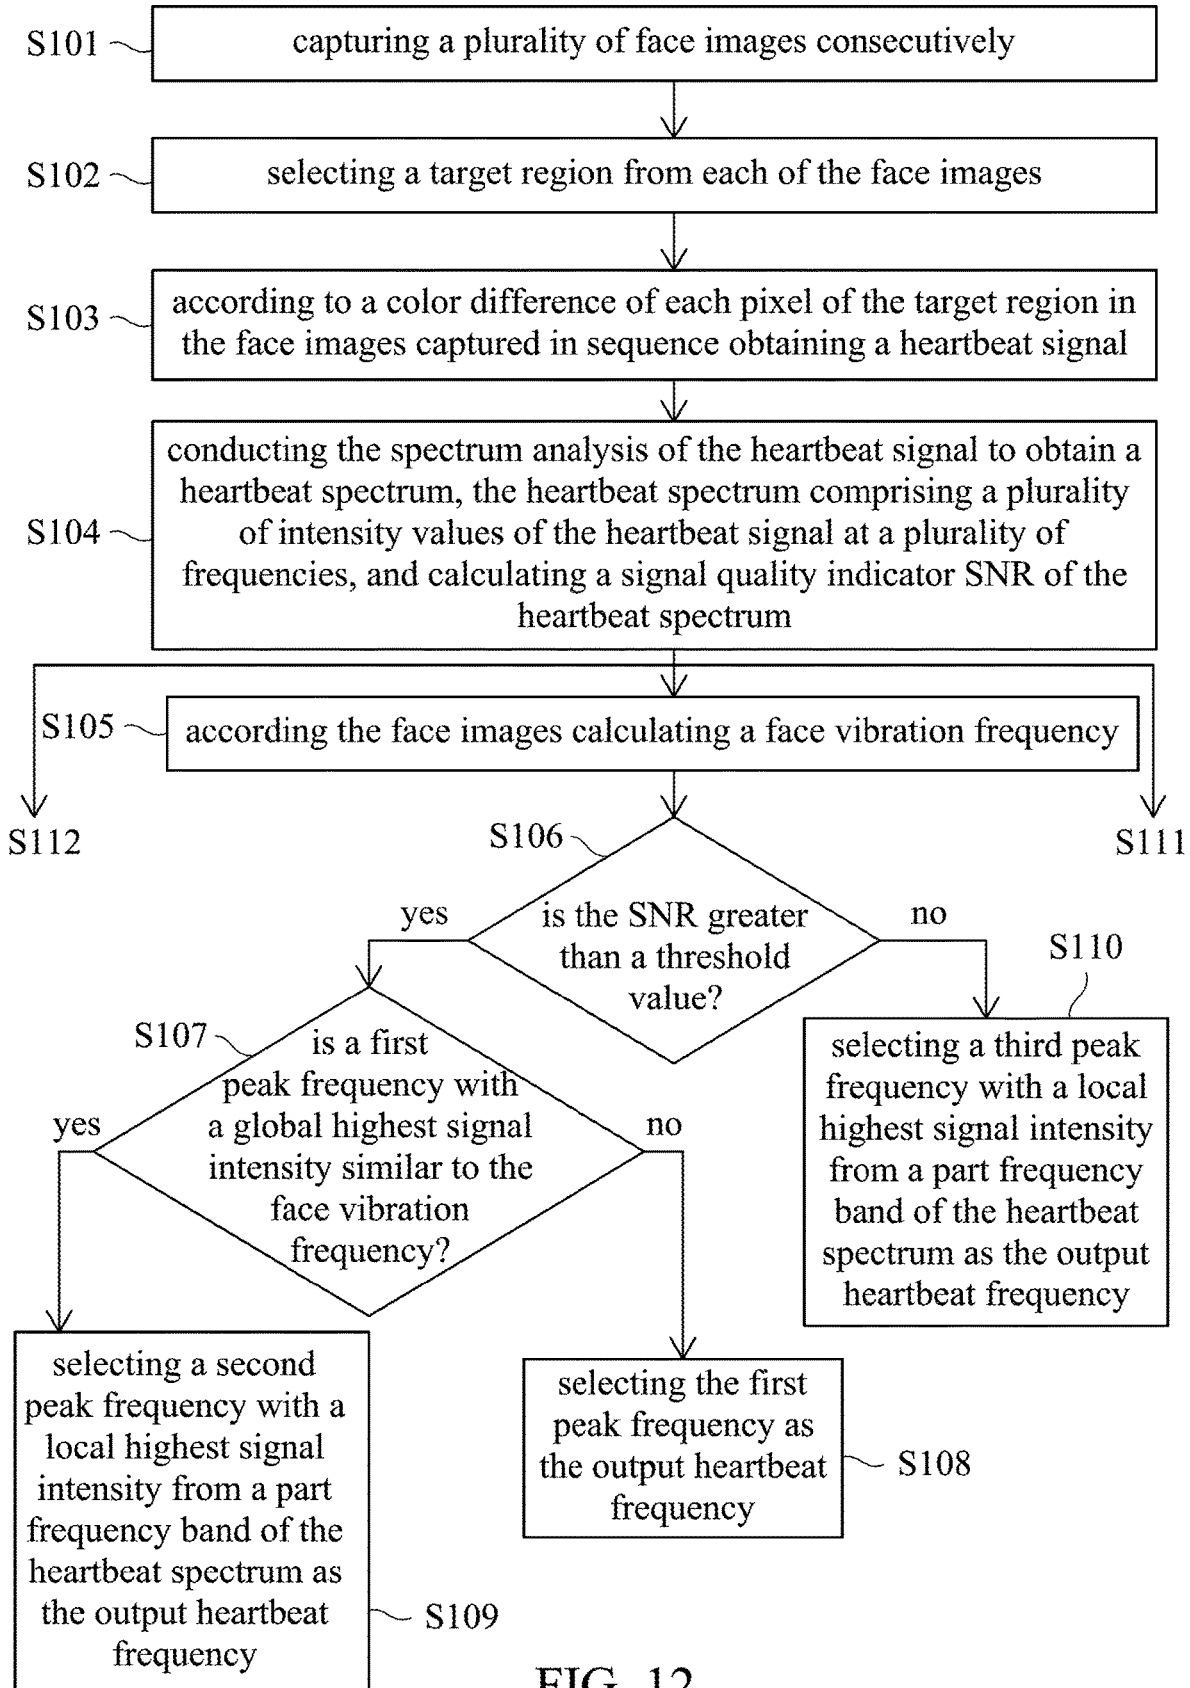 S101
capturing a plurality of face images consecutively
S102
selecting a target region from each of the face images
S103
according to a color difference of each pixel of the target region in
the face images captured in sequence obtaining a heartbeat signal
S104
conducting the spectrum analysis of the heartbeat signal to obtain a
heartbeat spectrum, the heartbeat spectrum comprising a plurality
of intensity values of the heartbeat signal at a plurality of
frequencies, and calculating a signal quality indicator SNR of the
heartbeat spectrum
S105
according the face images calculating a face vibration frequency
S112
S111
S106
is the SNR greater
than a threshold
value?
yes
no
S110
selecting a third peak
frequency with a local
highest signal intensity
from a part frequency
band of the heartbeat
spectrum as the output
heartbeat frequency
S107
is a first
peak frequency with
a global highest signal
intensity similar to the
face vibration
frequency?
yes
no
selecting a second
peak frequency with a
local highest signal
intensity from a part
frequency band of the
heartbeat spectrum as
the output heartbeat
frequency
S109
selecting the first
peak frequency as
the output heartbeat
frequency
S108
FIG. 12